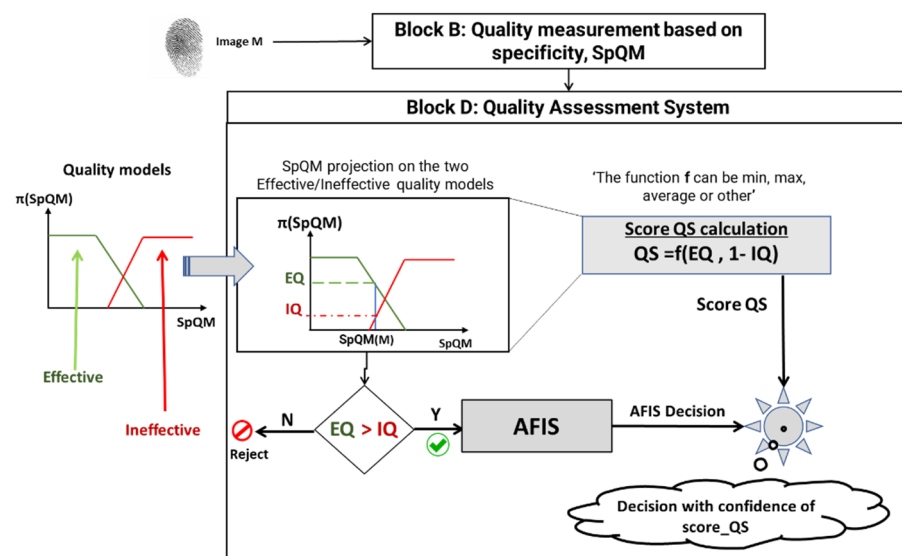 Image M
Block B: Quality measurement based on
specificity, SpQM
Block D: Quality Assessment System
Quality models
π(SpQM)
SpQM
Effective
Ineffective
SpQM projection on the two
Effective/Ineffective quality models
π(SpQM)
EQ
IQ
SpQM(M)
SpQM
‘The function f can be min, max,
average or other’
Score QS calculation
QS =f(EQ , 1- IQ)
Score QS
EQ > IQ
N
Reject
Y
AFIS
AFIS Decision
Decision with confidence of
score_QS